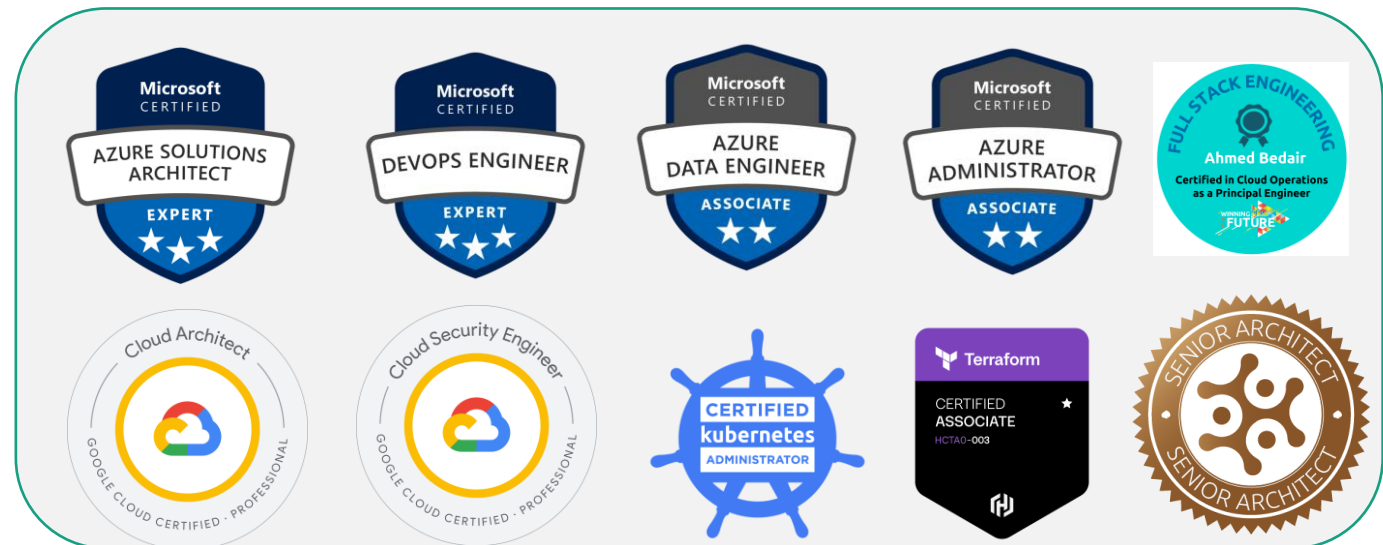 Microsoft
CERTIFIED
AZURE SOLUTIONS
ARCHITECT
EXPERT
Microsoft
CERTIFIED
DEVOPS ENGINEER
EXPERT
Microsoft
CERTIFIED
AZURE
DATA ENGINEER
ASSOCIATE
Microsoft
CERTIFIED
AZURE
ADMINISTRATOR
ASSOCIATE
FULL STACK ENGINEERING
Ahmed Bedair
Certified in Cloud Operations
as a Principal Engineer
WINNING
FUTURE
Cloud Architect
GOOGLE CLOUD CERTIFIED · PROFESSIONAL
Cloud Security Engineer
GOOGLE CLOUD CERTIFIED · PROFESSIONAL
CERTIFIED
kubernetes
ADMINISTRATOR
Terraform
CERTIFIED
ASSOCIATE
HCTA0-003
SENIOR ARCHITECT
SENIOR ARCHITECT